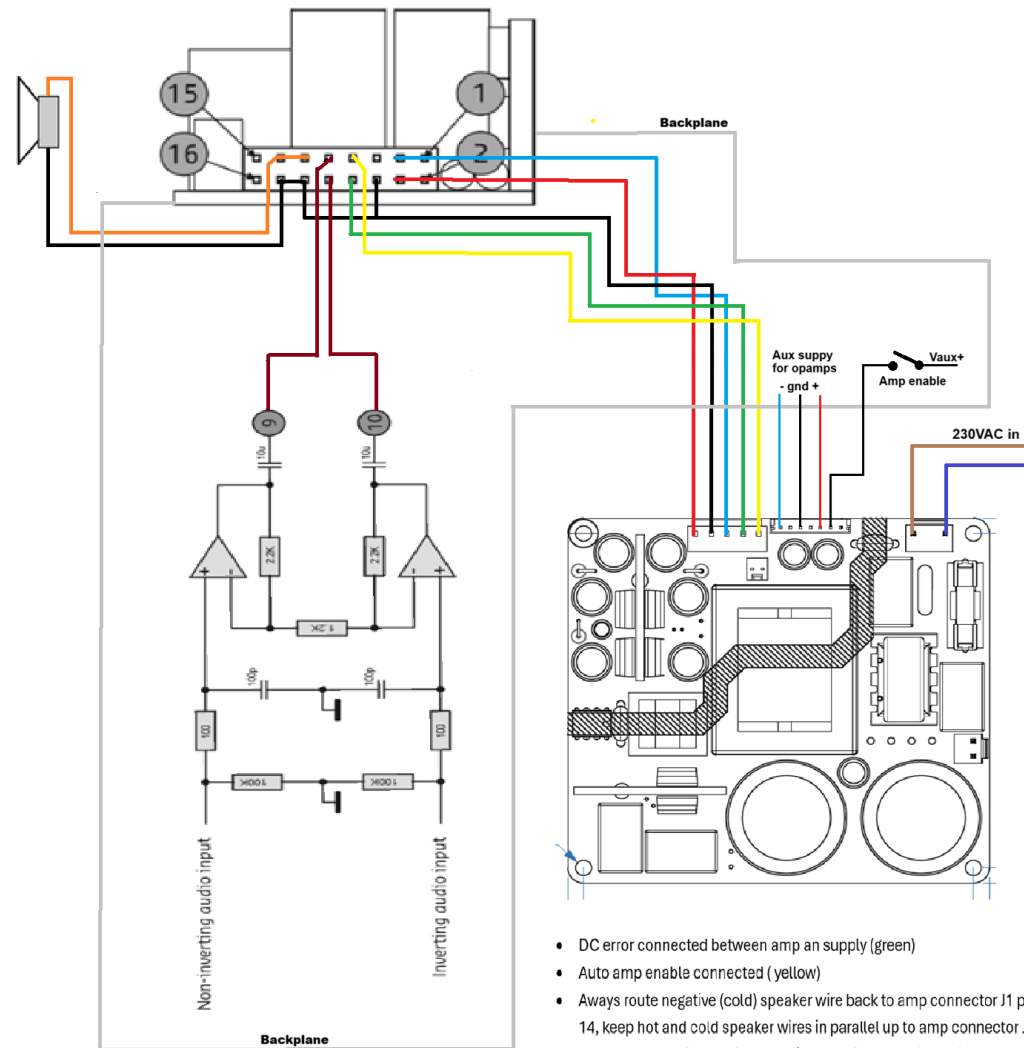 15
1
Backplane
16
2
Aux suppy
for opamps
Vaux+
- gnd +
Amp enable
9
10
230VAC in
10u
10u
2.2K
2.2K
+
-
-
+
1.2K
100p
100p
100
100
100K
100K
Non-inverting audio input
Inverting audio input
• DC error connected between amp an supply (green)
• Auto amp enable connected ( yellow)
• Aways route negative (cold) speaker wire back to amp connector J1 p
14, keep hot and cold speaker wires in parallel up to amp connector .
Backplane